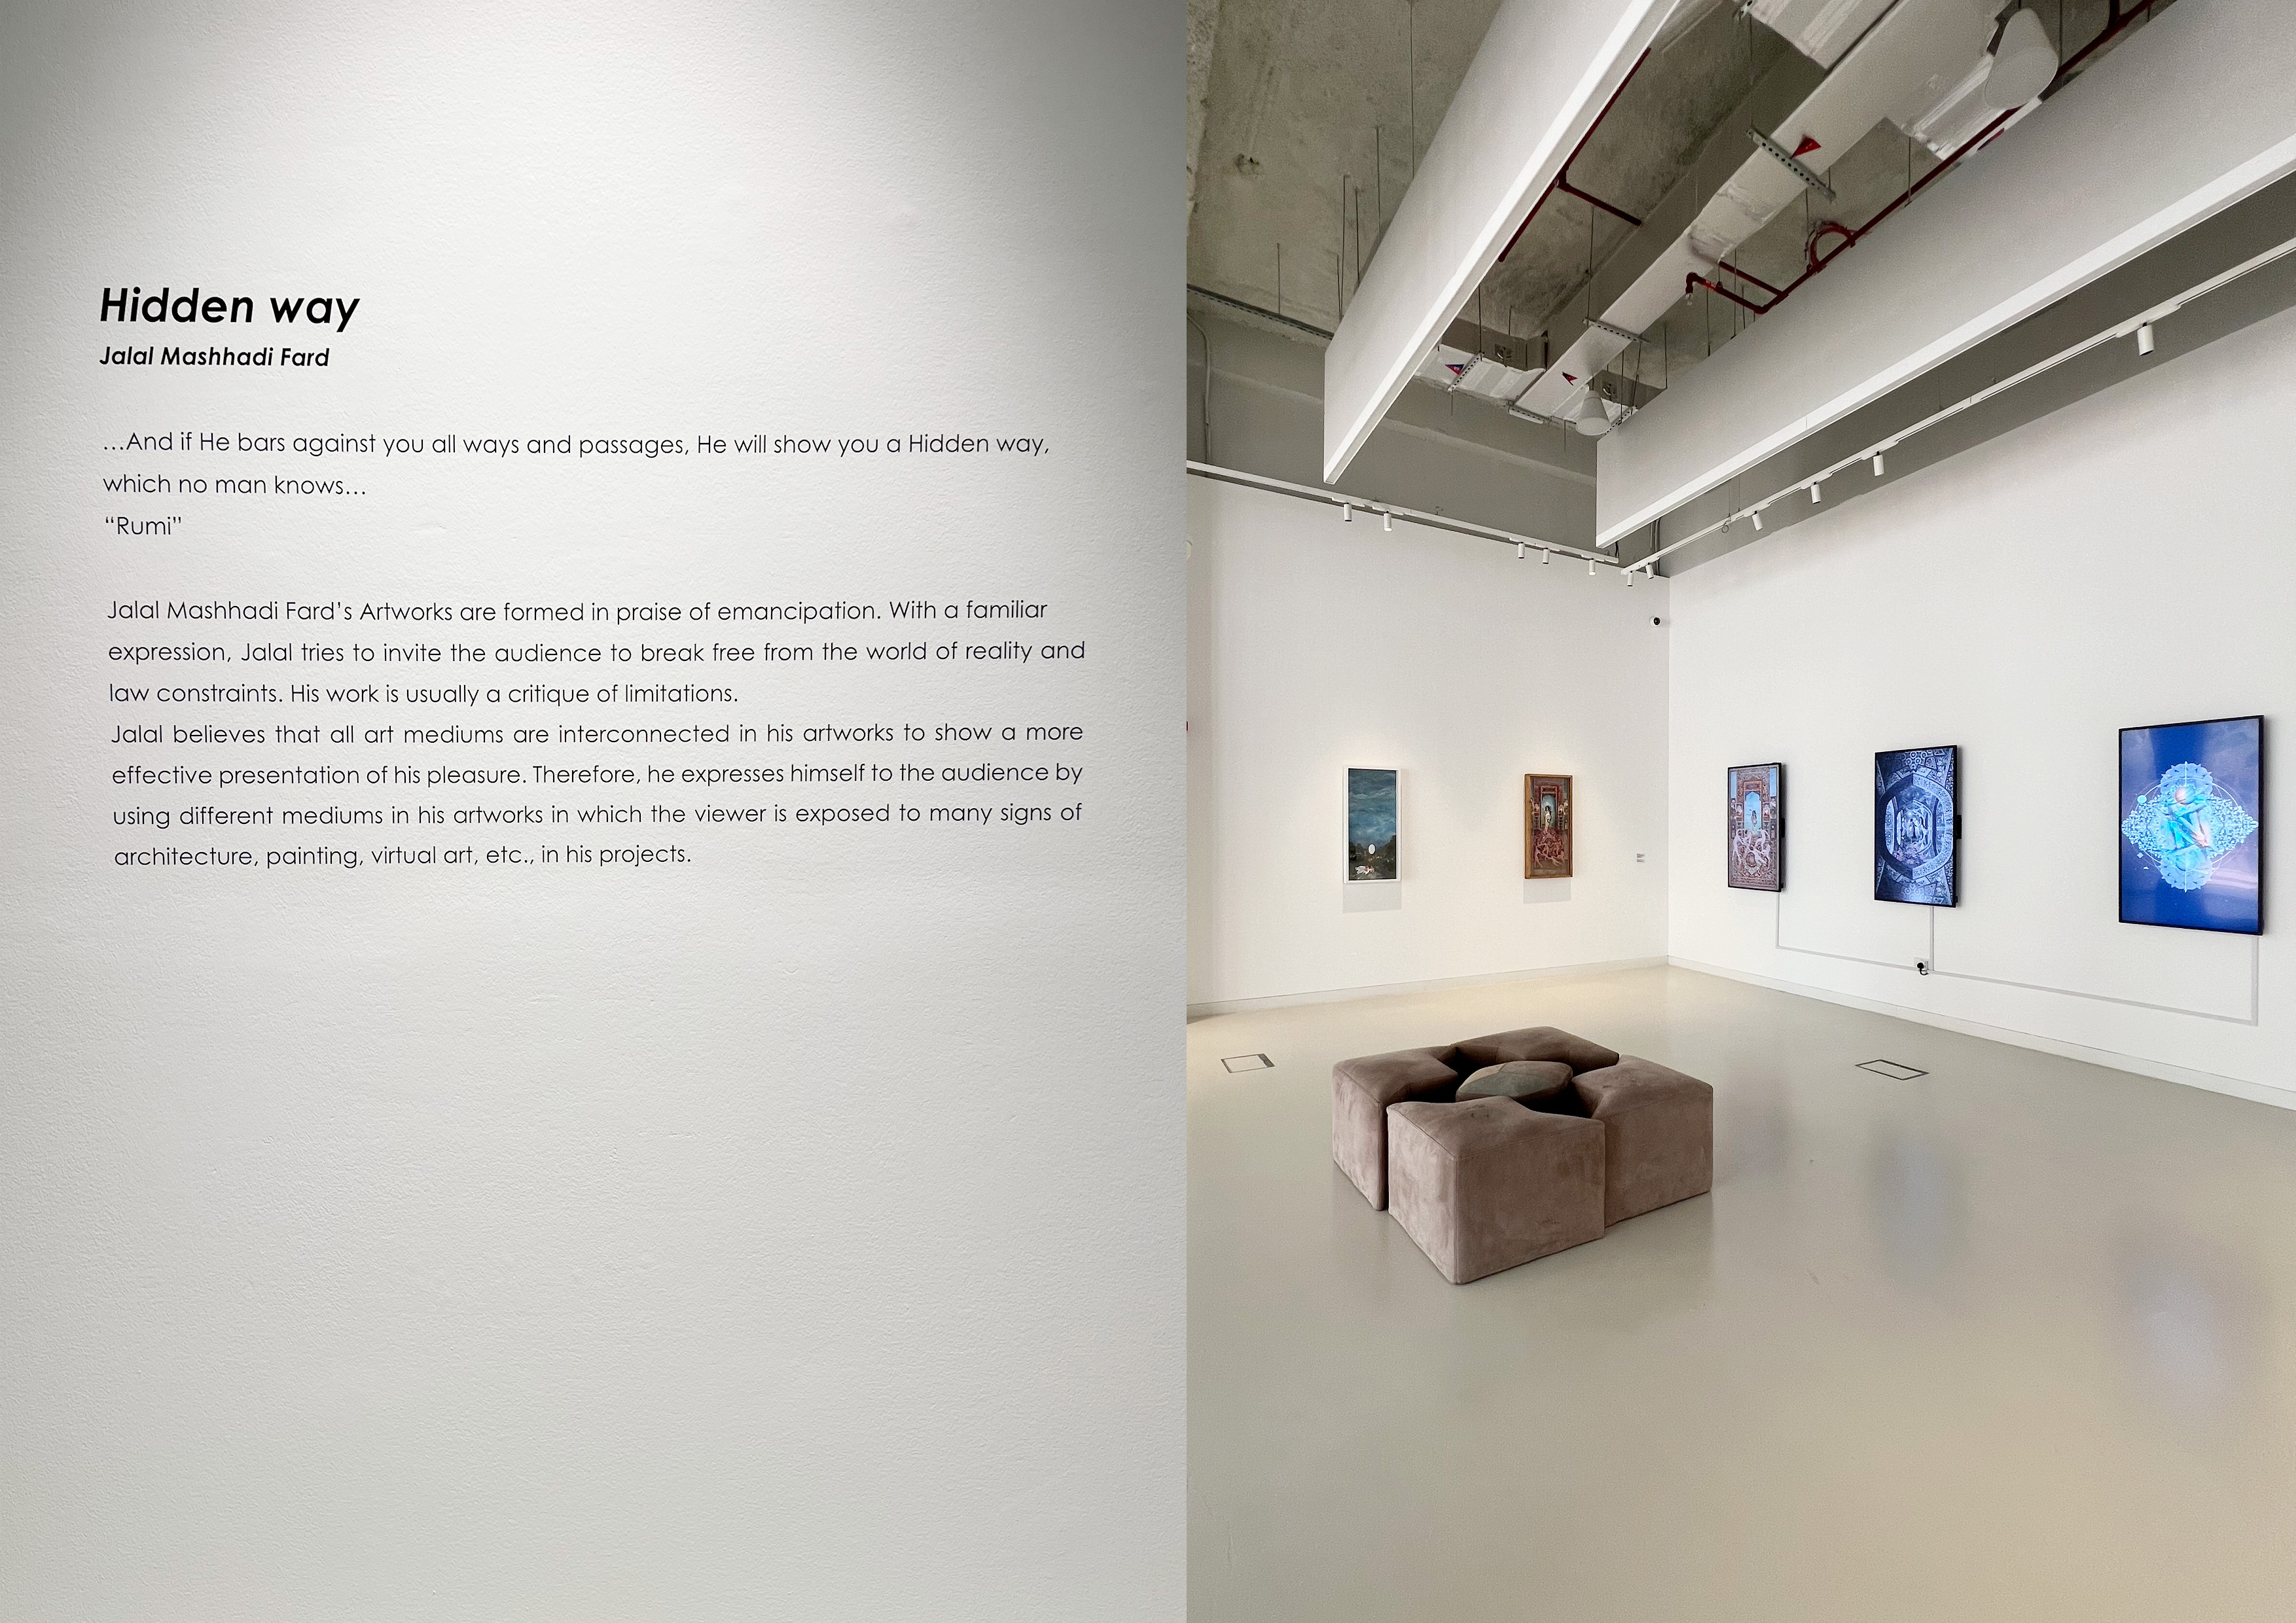 Hidden way
Jalal Mashhadi Fard
…And if He bars against you all ways and passages, He will show you a Hidden way,
which no man knows…
“Rumi”
Jalal Mashhadi Fard’s Artworks are formed in praise of emancipation. With a familiar
expression, Jalal tries to invite the audience to break free from the world of reality and
law constraints. His work is usually a critique of limitations.
Jalal believes that all art mediums are interconnected in his artworks to show a more
effective presentation of his pleasure. Therefore, he expresses himself to the audience by
using different mediums in his artworks in which the viewer is exposed to many signs of
architecture, painting, virtual art, etc., in his projects.